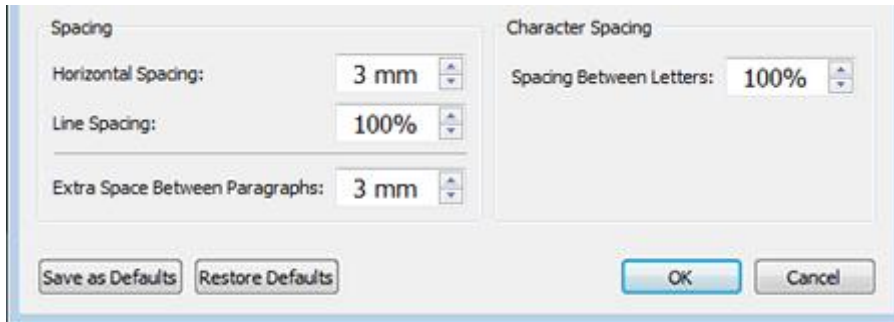 Spacing
Horizontal Spacing: 3 mm
Line Spacing: 100%
Extra Space Between Paragraphs: 3 mm
Character Spacing
Spacing Between Letters: 100%
Save as Defaults Restore Defaults OK Cancel